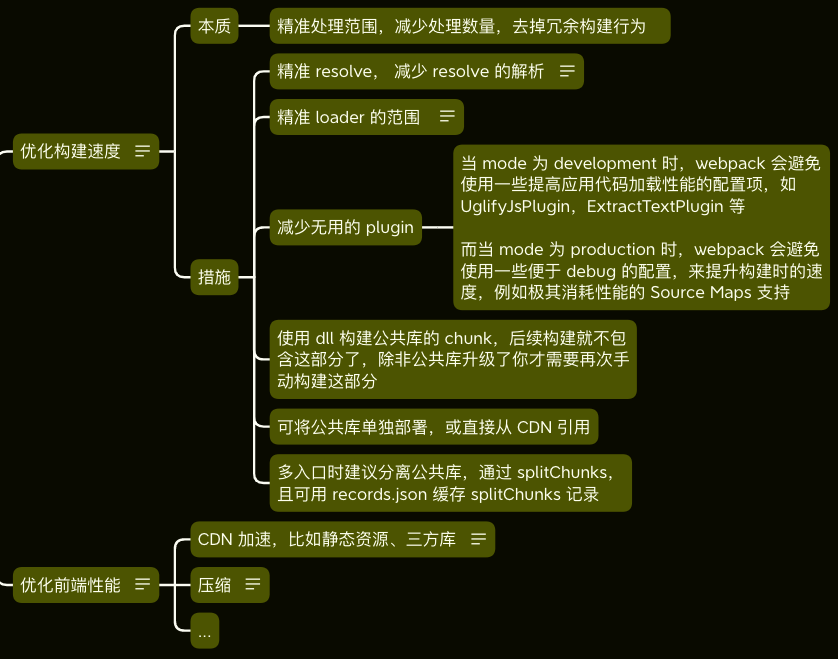 本质
精准处理范围，减少处理数量，去掉冗余构建行为
精准 resolve， 减少 resolve 的解析
精准 loader 的范围
优化构建速度
当 mode 为 development 时，webpack 会避免
使用一些提高应用代码加载性能的配置项，如
UglifyJsPlugin，ExtractTextPlugin 等
减少无用的 plugin
而当 mode 为 production 时，webpack 会避免
使用一些便于 debug 的配置，来提升构建时的速
度，例如极其消耗性能的 Source Maps 支持
措施
使用 dll 构建公共库的 chunk，后续构建就不包
含这部分了，除非公共库升级了你才需要再次手
动构建这部分
可将公共库单独部署，或直接从 CDN 引用
多入口时建议分离公共库，通过 splitChunks，
且可用 records.json 缓存 splitChunks 记录
CDN 加速，比如静态资源、三方库
优化前端性能
压缩
...